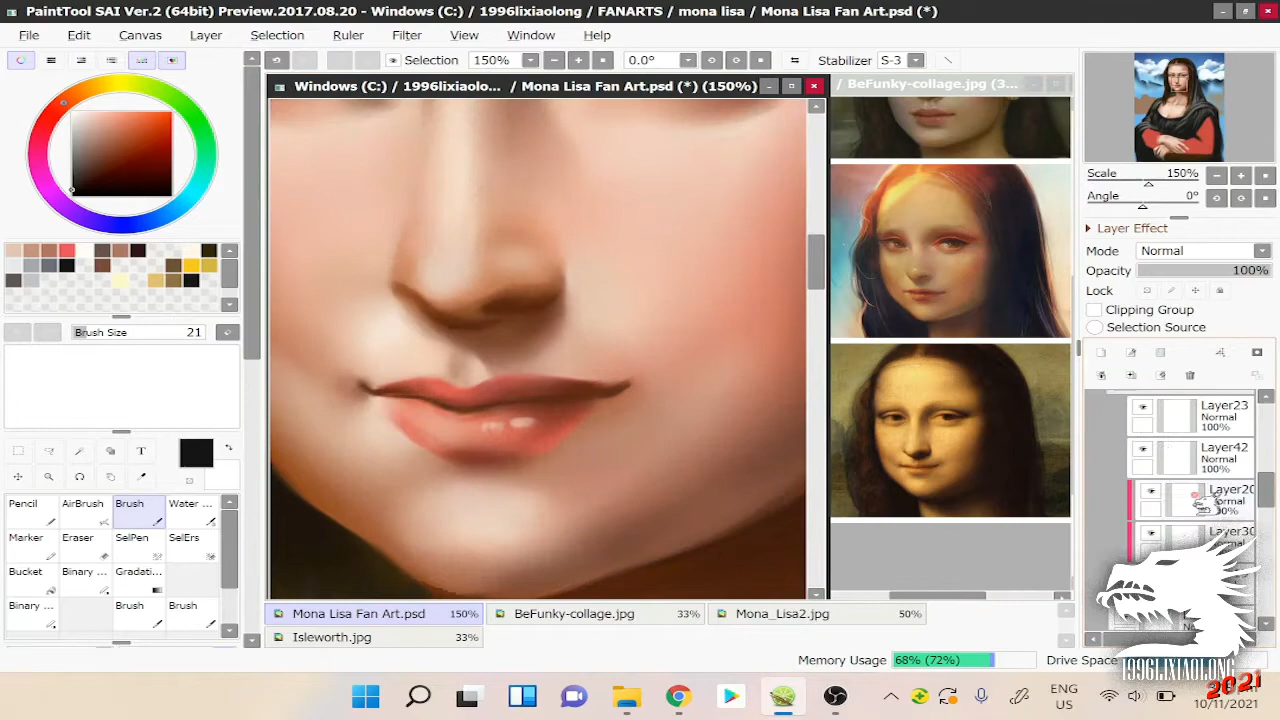 PaintTool SAI Ver.2 (64bit) Preview.2017.08.20 - Windows (C:) / 1996lixiaolong / FANARTS / mona lisa / Mona Lisa Fan Art.psd (*)
File Edit Canvas Layer Selection Ruler Filter View Window Help
Selection 150% 0.0° Stabilizer S-3
Windows (C:) / 1996lixiaolo... / Mona Lisa Fan Art.psd (*) (150%)
/ BeFunky-collage.jpg (3...
Scale 150%
Angle 0°
Layer Effect
Mode Normal
Opacity 100%
Lock
Clipping Group
Selection Source
Brush Size 21
Layer23
Normal
100%
Layer42
Normal
100%
Layer20
Layer30
Pencil AirBrush Brush Water ...
Marker Eraser SelPen SelErs
Bucket Binary ... Gradati...
Binary ... Brush Brush
Mona Lisa Fan Art.psd 150%
BeFunky-collage.jpg 33%
Mona_Lisa2.jpg 50%
Isleworth.jpg 33%
Memory Usage 68% (72%) Drive Space
1996LIXIAOLONG
2021
ENG
US
10/11/2021